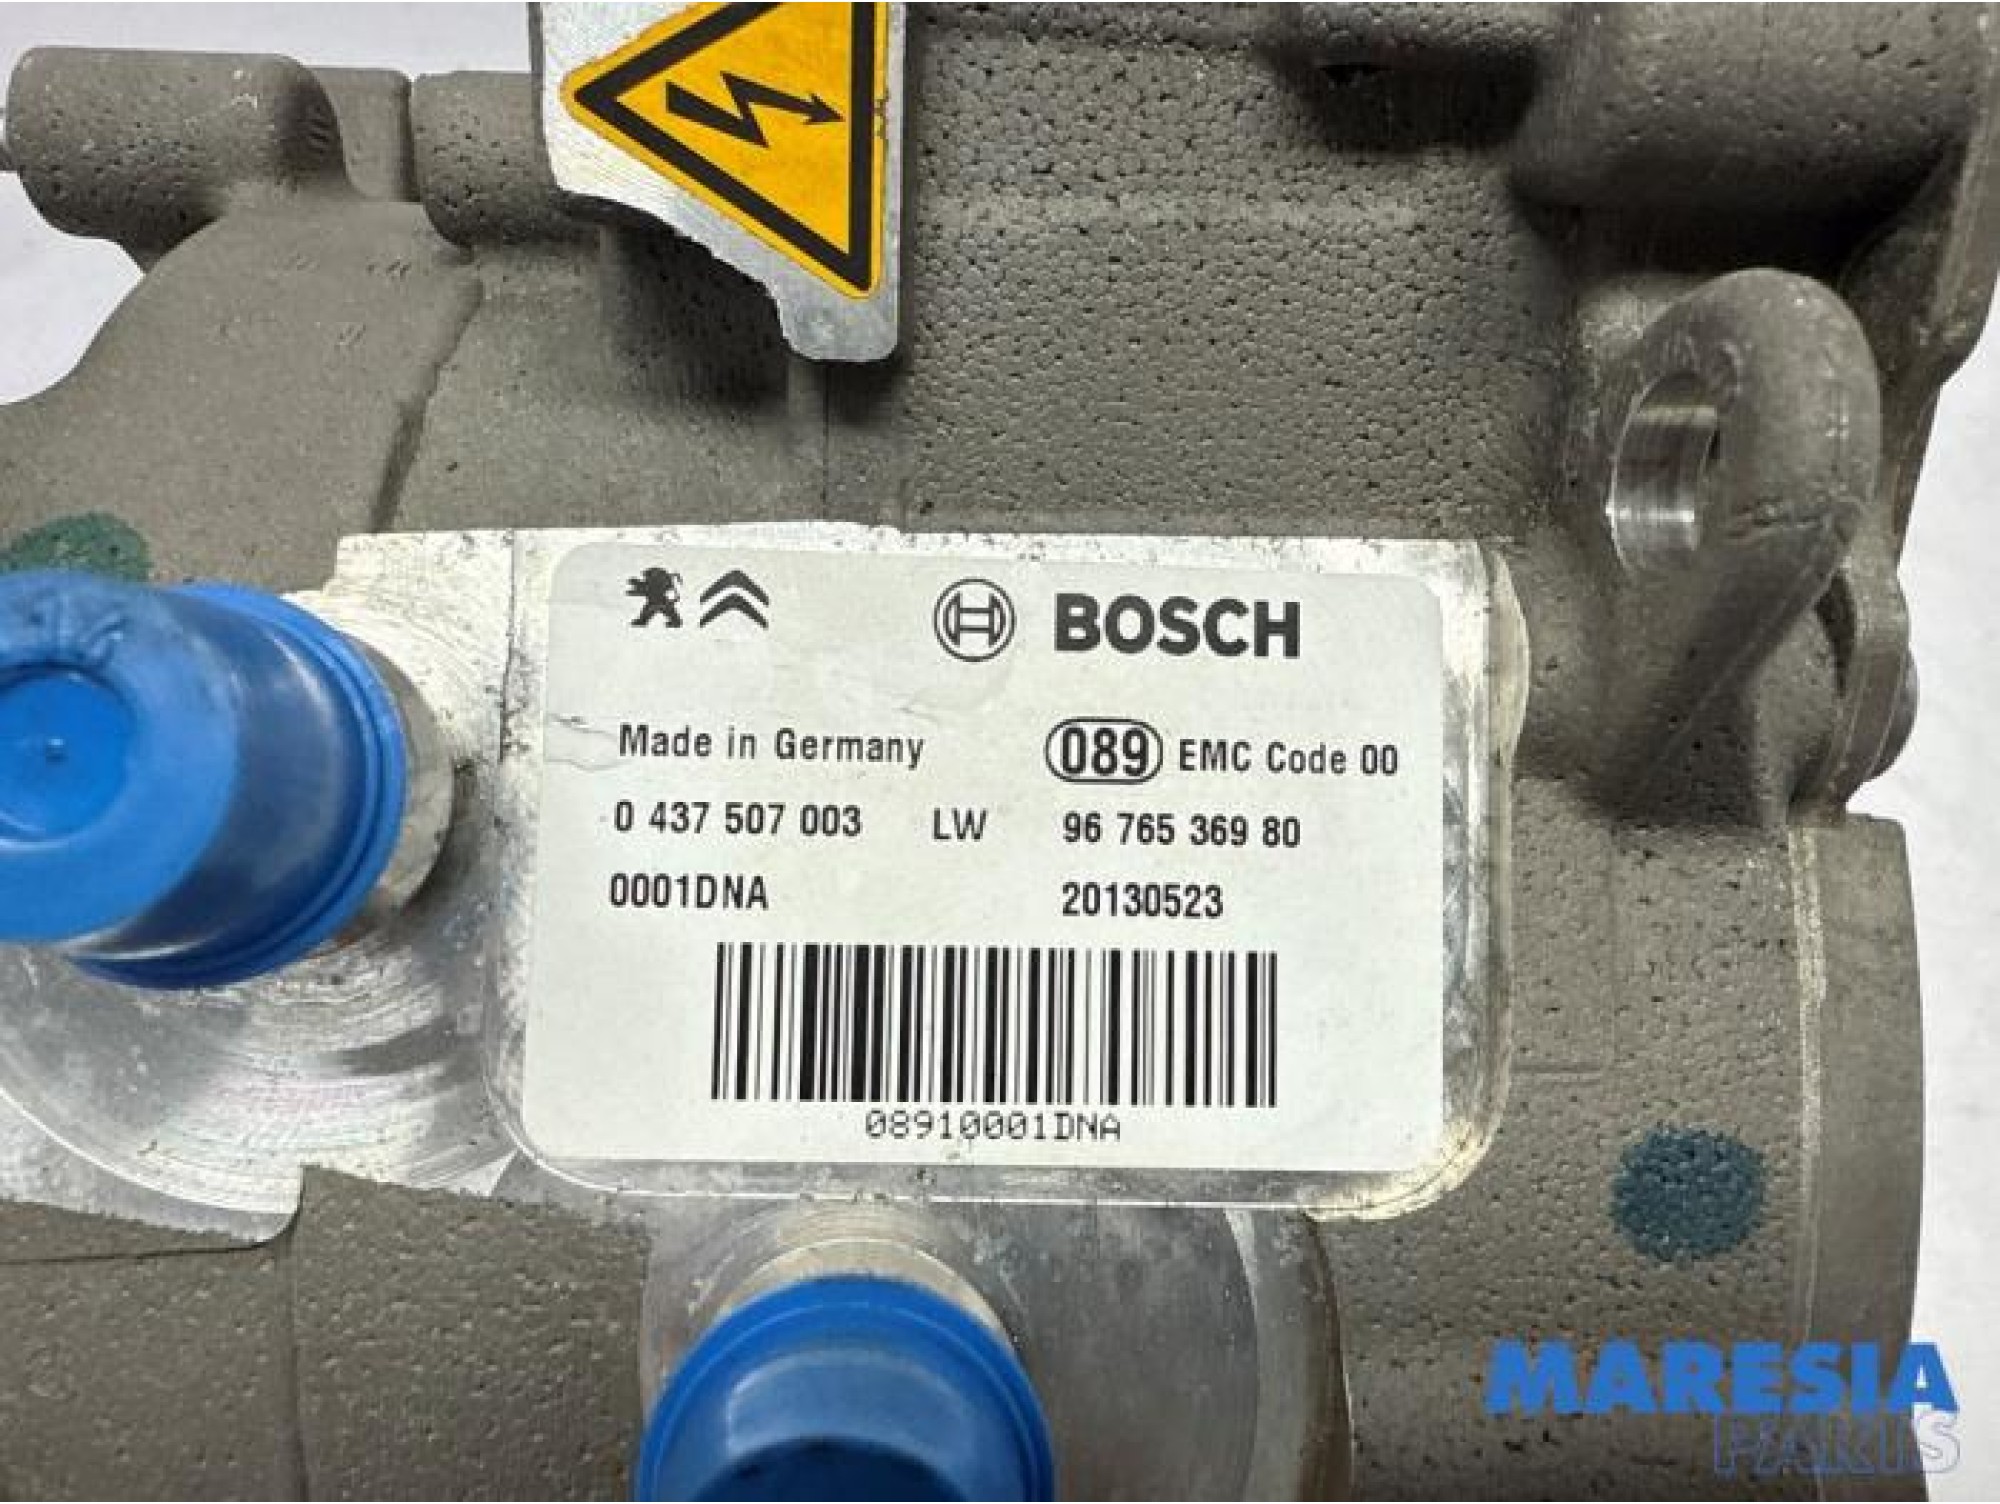 BOSCH
Made in Germany 089 EMC Code 00
0 437 507 003 LW 96 765 369 80
0001DNA 20130523
08910001DNA
MARESIA
PARTS